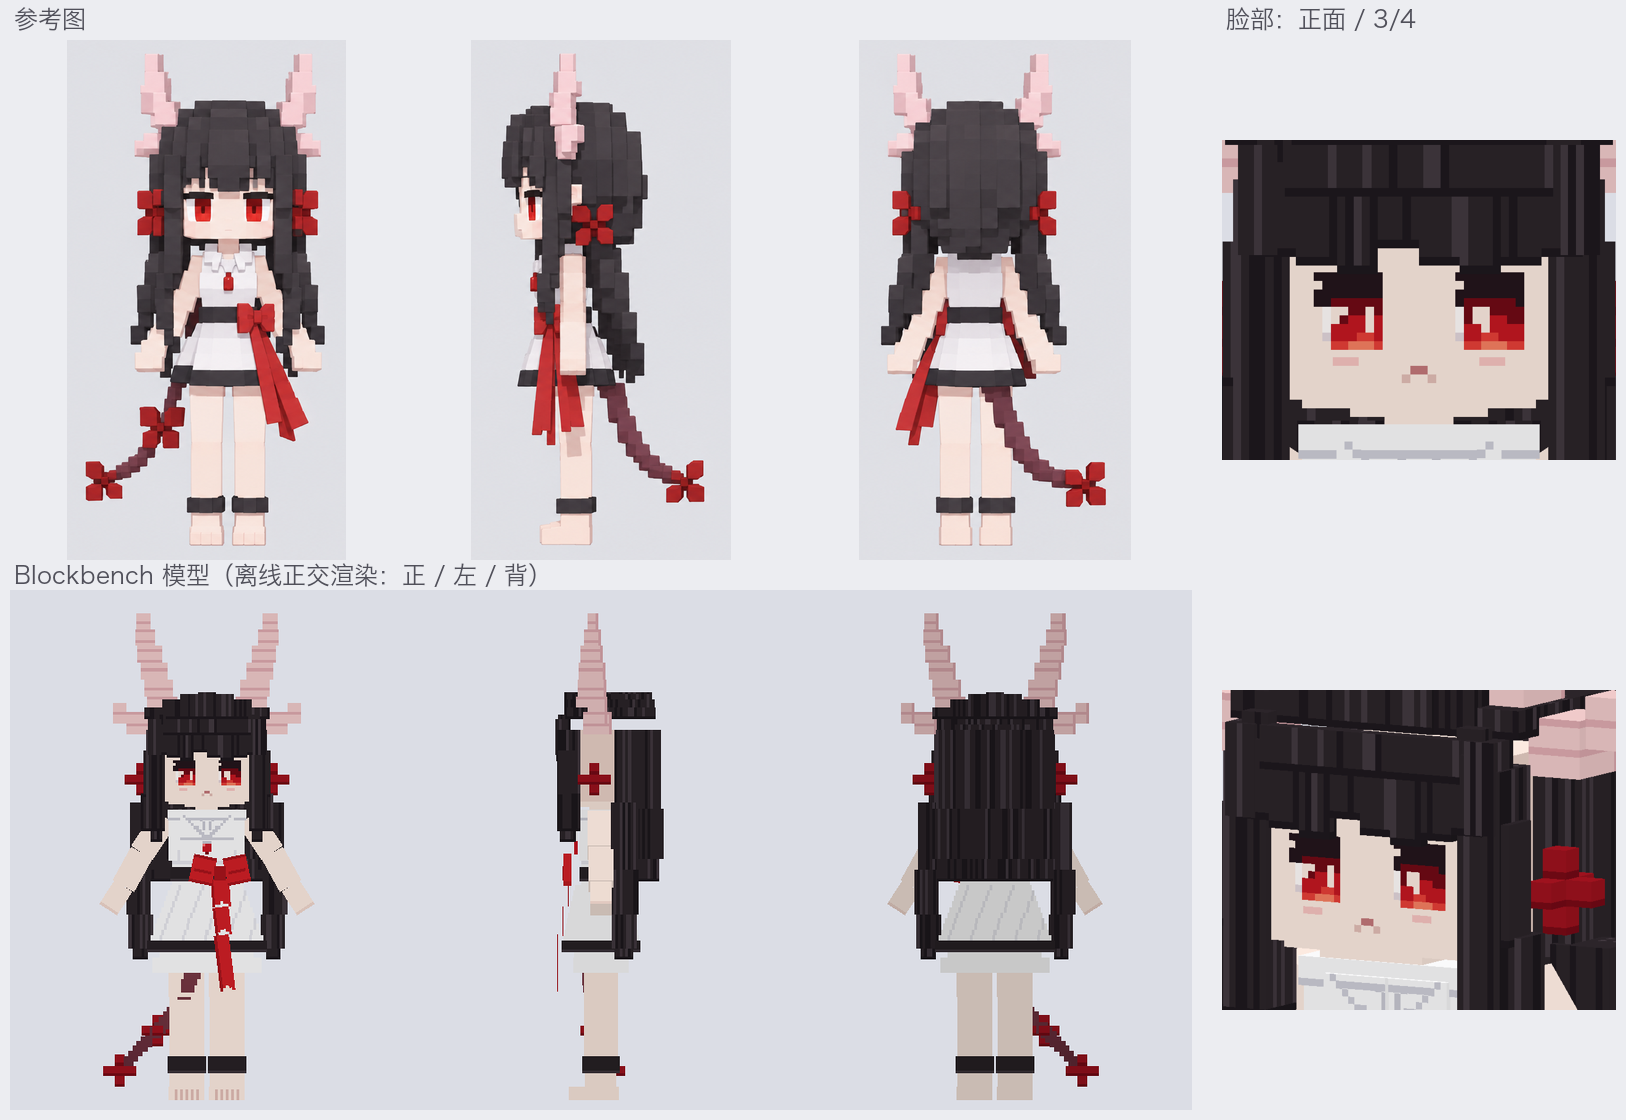 参考图
脸部：正面 / 3/4
Blockbench 模型（离线正交渲染：正 / 左 / 背）